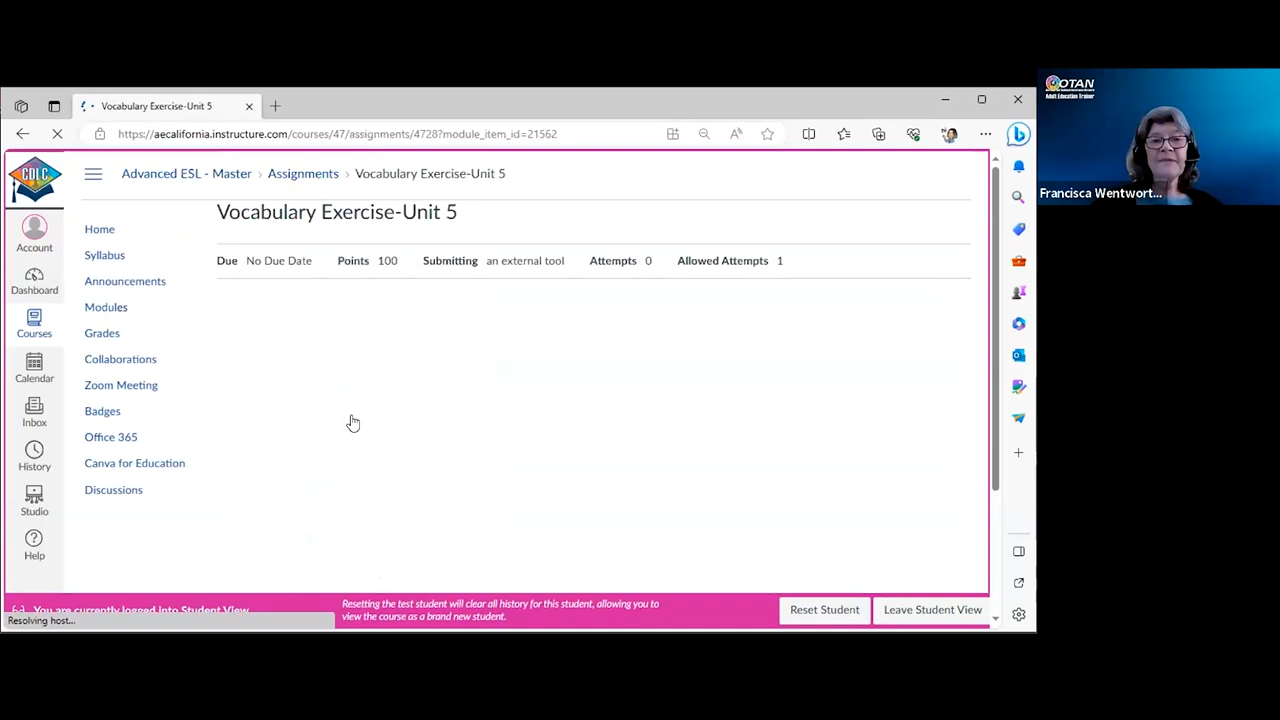 Vocabulary Exercise-Unit 5
https://aecalifornia.instructure.com/courses/47/assignments/4728?module_item_id=21562
CDLC
Advanced ESL - Master > Assignments > Vocabulary Exercise-Unit 5
Account
Dashboard
Courses
Calendar
Inbox
History
Studio
Help
Home
Syllabus
Announcements
Modules
Grades
Collaborations
Zoom Meeting
Badges
Office 365
Canva for Education
Discussions
Vocabulary Exercise-Unit 5
Due No Due Date Points 100 Submitting an external tool Attempts 0 Allowed Attempts 1
You are currently logged into Student View
Resolving host...
Resetting the test student will clear all history for this student, allowing you to
view the course as a brand new student.
Reset Student
Leave Student View
OTAN
Adult Education Trainer
Francisca Wentwort...